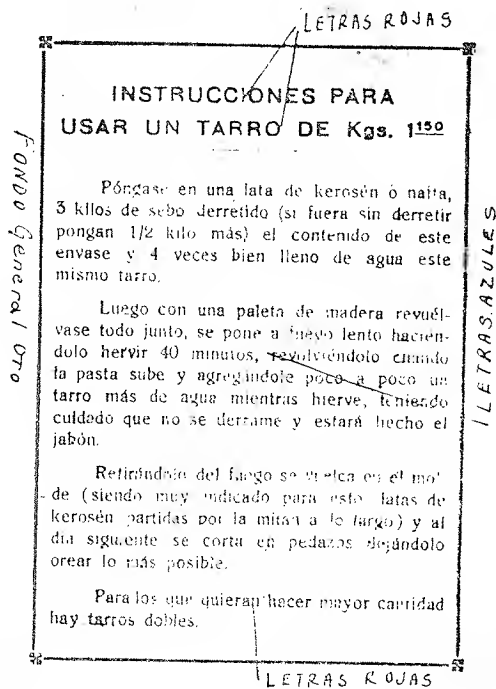 LETRAS ROJAS
INSTRUCCIONES PARA
USAR UN TARRO DE Kgs. 1150
FONDO General Oro
Póngase en una lata de kerosén ó nafta,
3 kilos de sebo derretido (si fuera sin derretir
pongan 1/2 kilo más) el contenido de este
envase y 4 veces bien lleno de agua este
mismo tarro.
Luego con una paleta de madera revuél-
vase todo junto, se pone a fuego lento hacién-
dolo hervir 40 minutos, revolviéndolo cuando
la pasta sube y agregándole poco a poco un
tarro más de agua mientras hierve, teniendo
cuidado que no se derrame y estará hecho el
jabón.
Retirándolo del fuego se vuelca en el mol-
de (siendo muy indicado para esto latas de
kerosén partidas por la mitad a lo largo) y al
día siguiente se corta en pedazos dejándolo
orear lo más posible.
Para los que quieran hacer mayor cantidad
hay tarros dobles.
LETRAS AZULES
LETRAS ROJAS